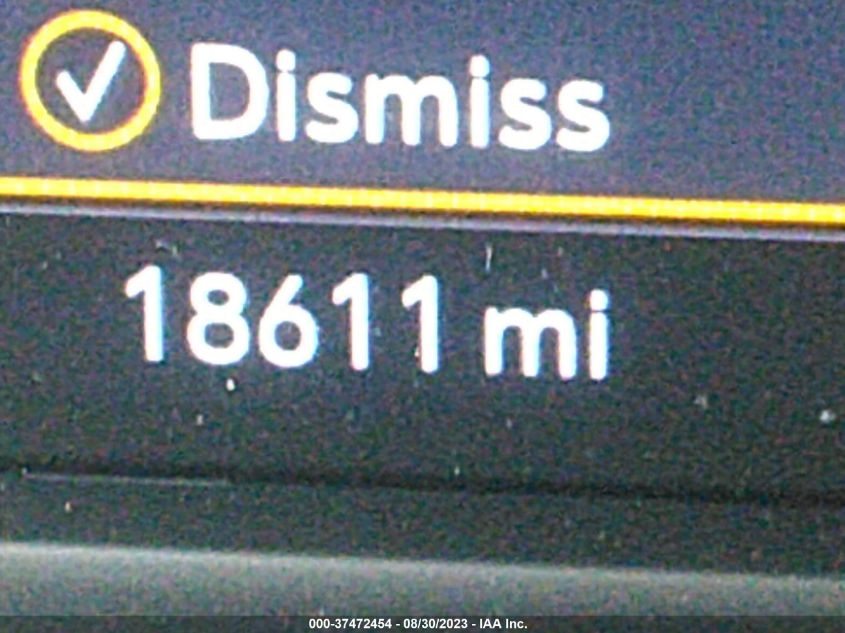 Dismiss
18611 mi
000-37472454 - 08/30/2023 - IAA Inc.